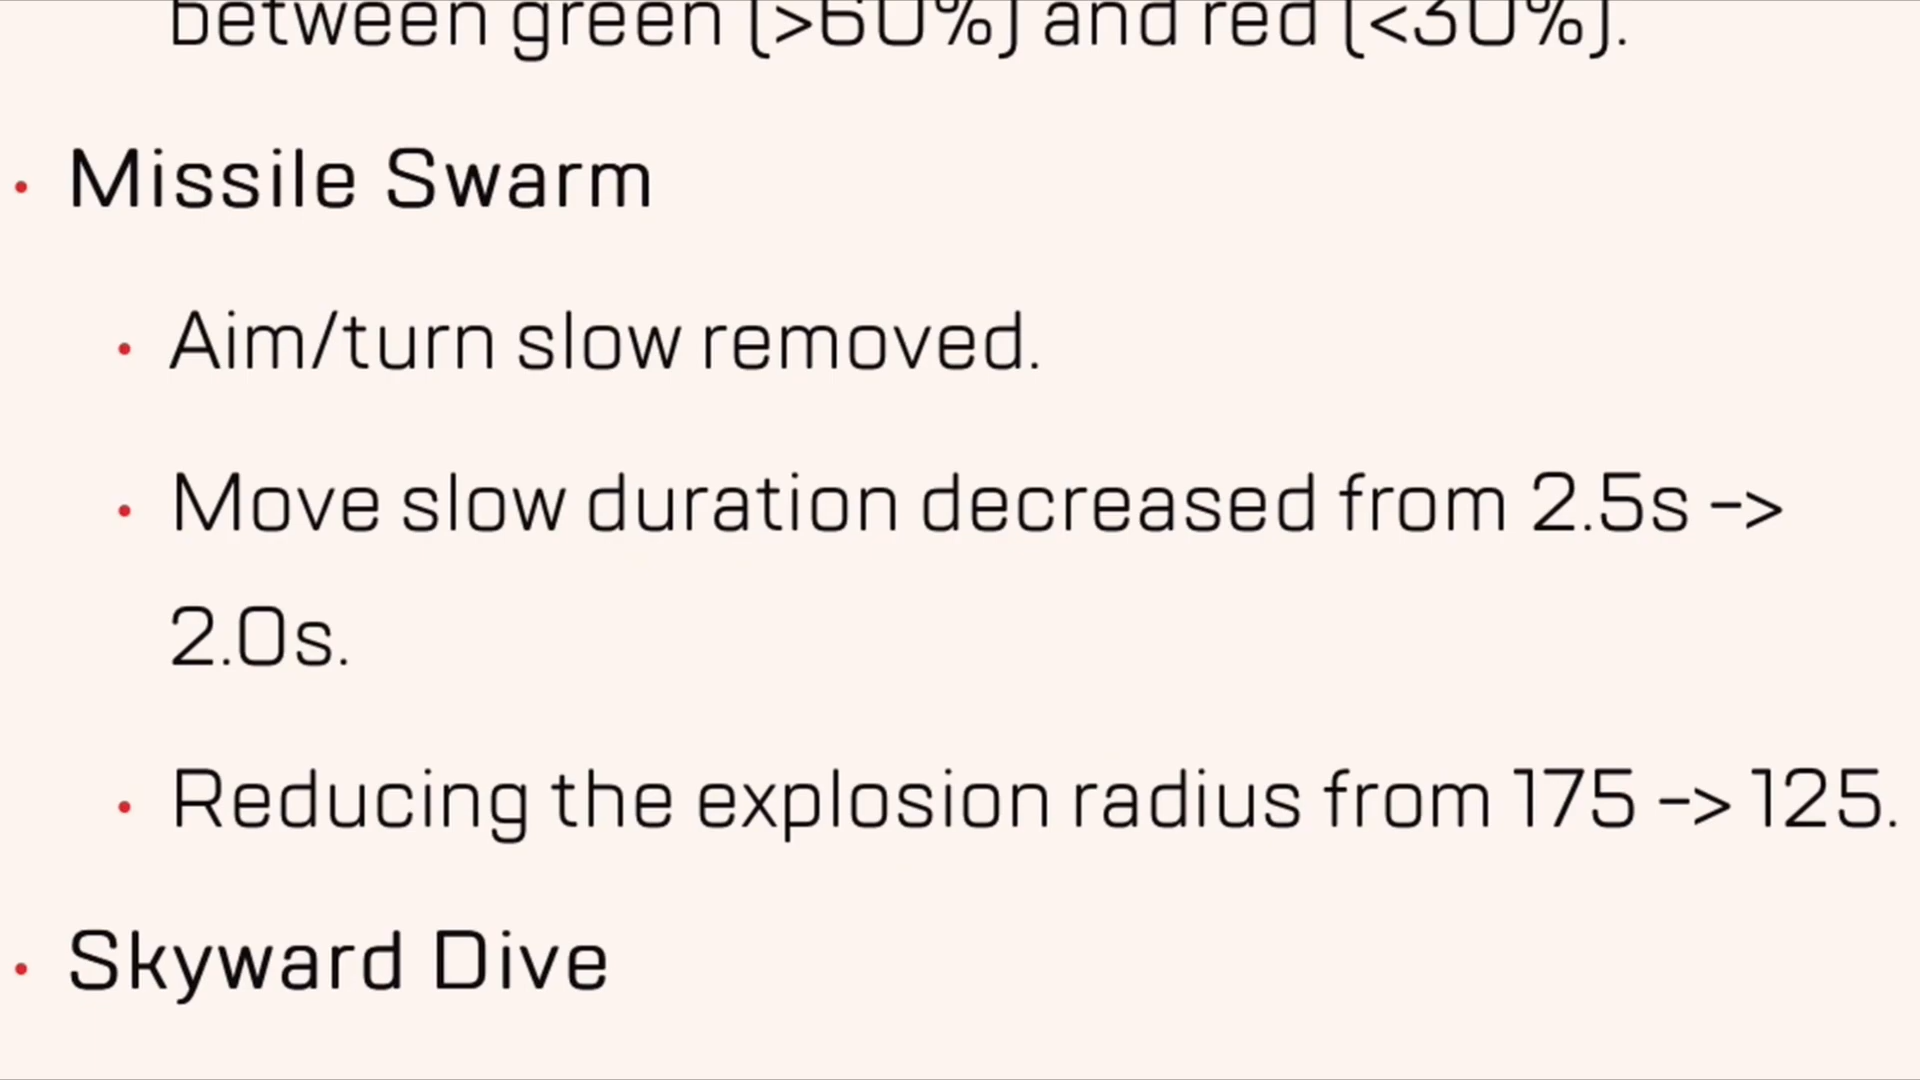 between green (>60%) and red (<30%).
Missile Swarm
Aim/turn slow removed.
Move slow duration decreased from 2.5s ->
2.0s.
Reducing the explosion radius from 175 -> 125.
Skyward Dive